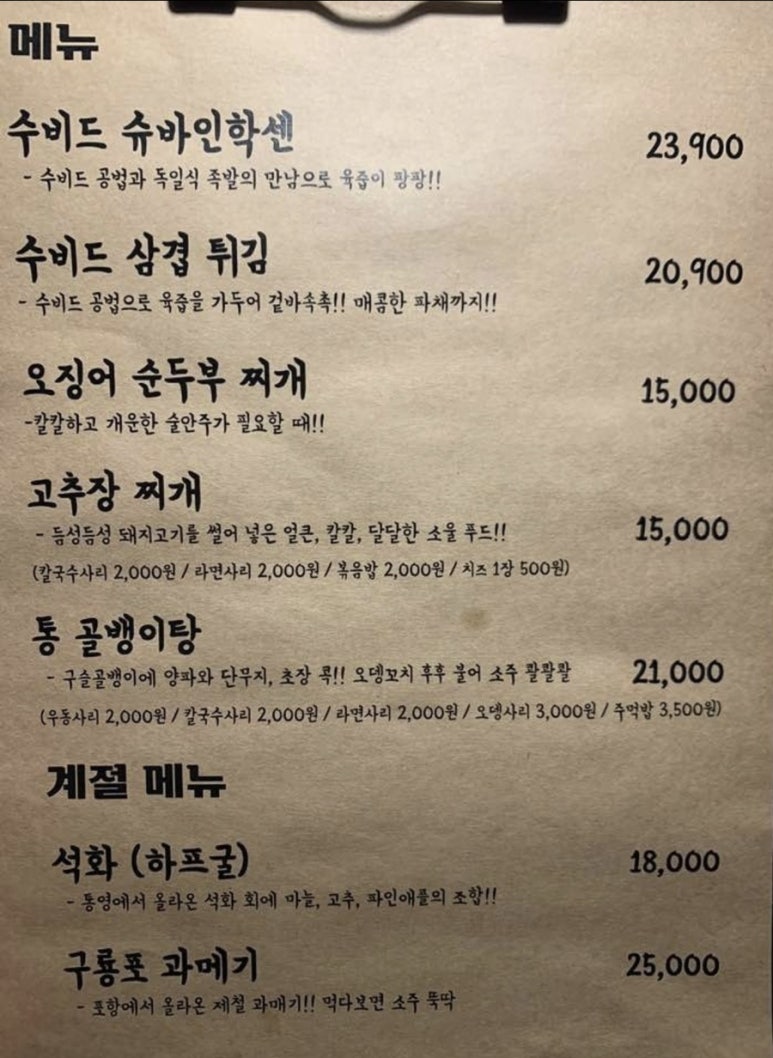 메뉴
수비드 슈바인학센 23,900
- 수비드 공법과 독일식 족발의 만남으로 육즙이 팡팡!!
수비드 삼겹 튀김 20,900
- 수비드 공법으로 육즙을 가두어 겉바속촉!! 매콤한 파채까지!!
오징어 순두부 찌개 15,000
-칼칼하고 개운한 술안주가 필요할 때!!
고추장 찌개 15,000
- 듬성듬성 돼지고기를 썰어 넣은 얼큰, 칼칼, 달달한 소울 푸드!!
(칼국수사리 2,000원 / 라면사리 2,000원 / 볶음밥 2,000원 / 치즈 1장 500원)
통 골뱅이탕 21,000
- 구슬골뱅이에 양파와 단무지, 초장 콕!! 오뎅꼬치 후후 불어 소주 콸콸콸
(우동사리 2,000원 / 칼국수사리 2,000원 / 라면사리 2,000원 / 오뎅사리 3,000원 / 주먹밥 3,500원)
계절 메뉴
석화 (하프굴) 18,000
- 통영에서 올라온 석화 회에 마늘, 고추, 파인애플의 조합!!
구룡포 과메기 25,000
- 포항에서 올라온 제철 과매기!! 먹다보면 소주 뚝딱